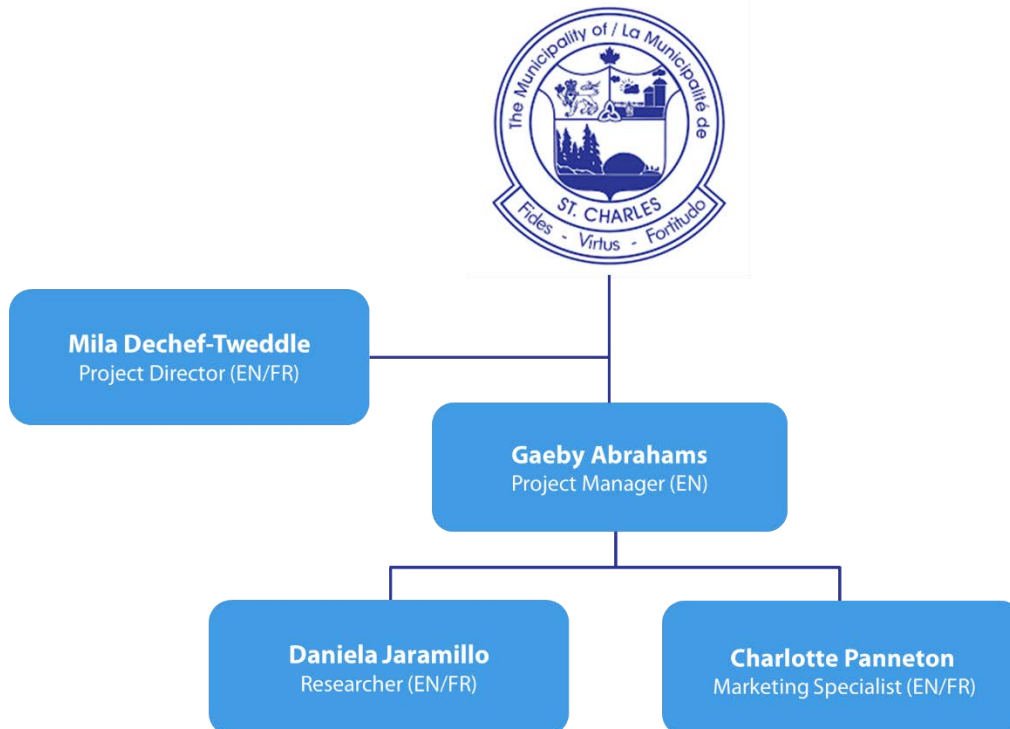 The Municipality of / La Municipalité de
ST. CHARLES
Fides - Virtus - Fortitudo
Mila Dechef-Tweddle
Project Director (EN/FR)
Gaeby Abrahams
Project Manager (EN)
Daniela Jaramillo
Researcher (EN/FR)
Charlotte Panneton
Marketing Specialist (EN/FR)